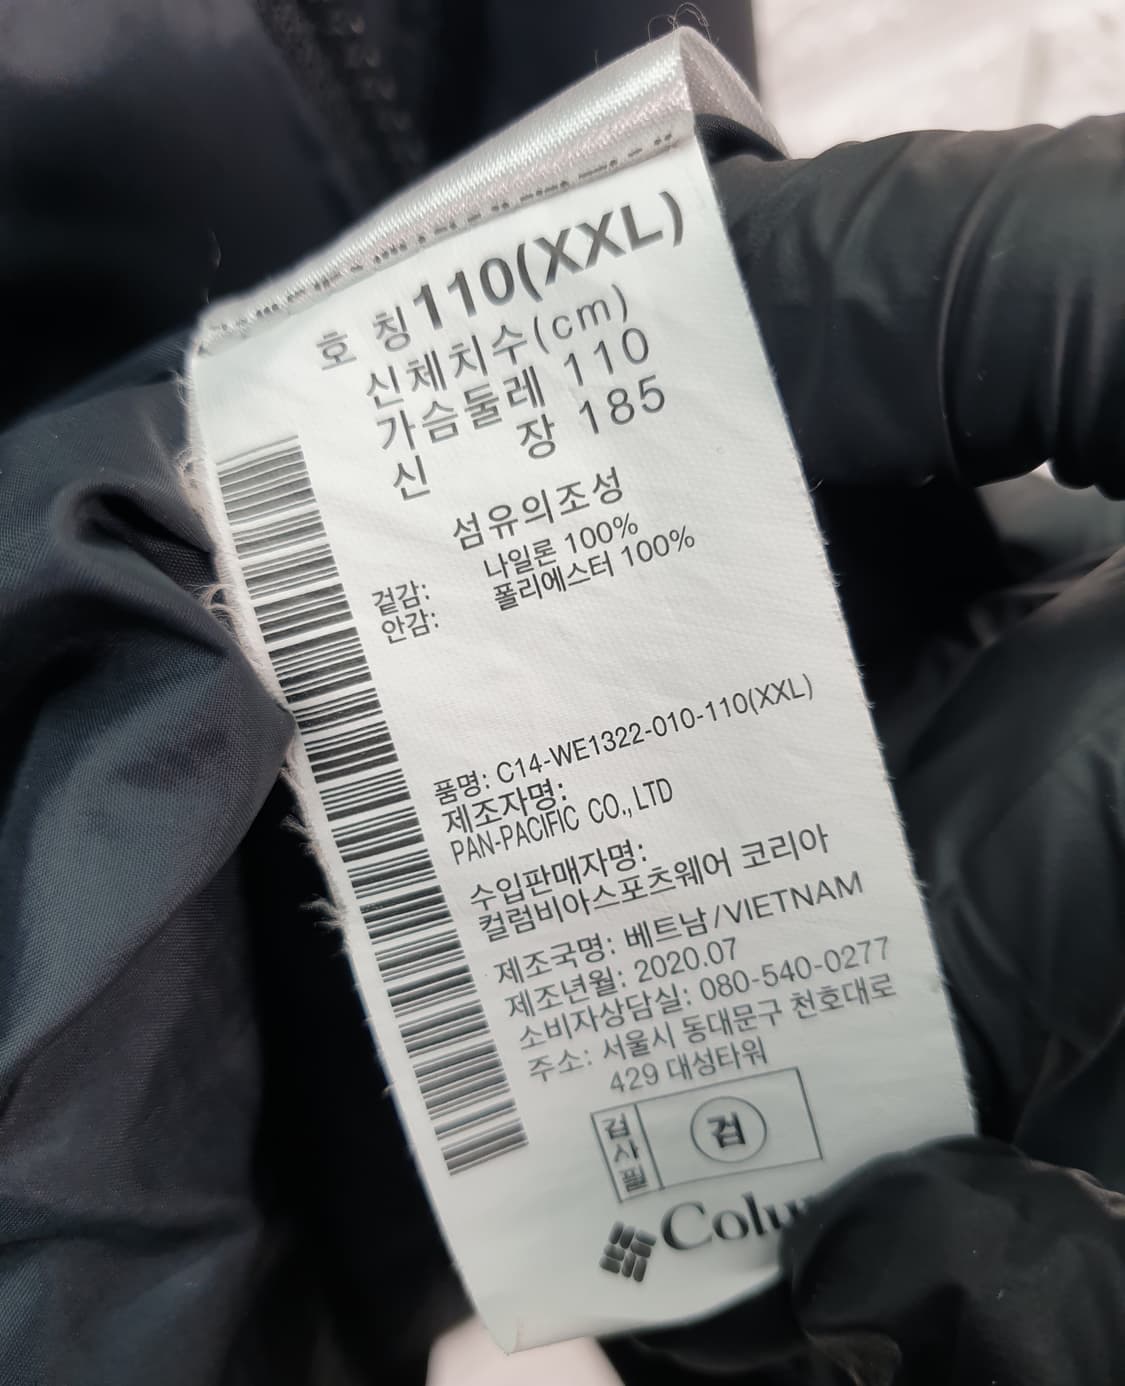 호 칭 110(XXL)
신체치수(cm)
가슴둘레 110
신 장 185
섬유의조성
겉감: 나일론 100%
안감: 폴리에스터 100%
품명: C14-WE1322-010-110(XXL)
제조자명:
PAN-PACIFIC CO.,LTD
수입판매자명:
컬럼비아스포츠웨어 코리아
제조국명: 베트남/VIETNAM
제조년월: 2020.07
소비자상담실: 080-540-0277
주소: 서울시 동대문구 천호대로
429 대성타워
검사필 검